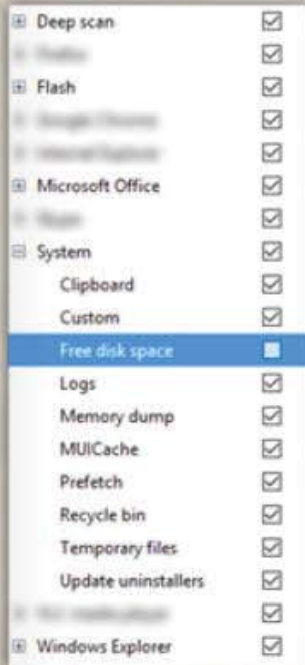 Deep scan
Flash
Microsoft Office
System
Clipboard
Custom
Free disk space
Logs
Memory dump
MUICache
Prefetch
Recycle bin
Temporary files
Update uninstallers
Windows Explorer